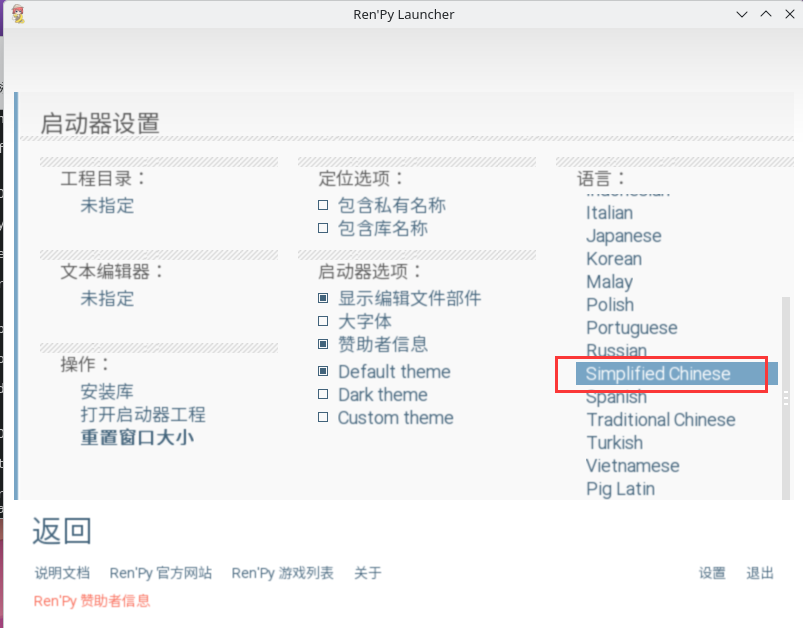 Ren'Py Launcher
启动器设置
工程目录：
未指定
文本编辑器：
未指定
操作：
安装库
打开启动器工程
重置窗口大小
定位选项：
包含私有名称
包含库名称
启动器选项：
显示编辑文件部件
大字体
赞助者信息
Default theme
Dark theme
Custom theme
语言：
Indonesian
Italian
Japanese
Korean
Malay
Polish
Portuguese
Russian
Simplified Chinese
Spanish
Traditional Chinese
Turkish
Vietnamese
Pig Latin
返回
说明文档 Ren'Py 官方网站 Ren'Py 游戏列表 关于 设置 退出
Ren'Py 赞助者信息